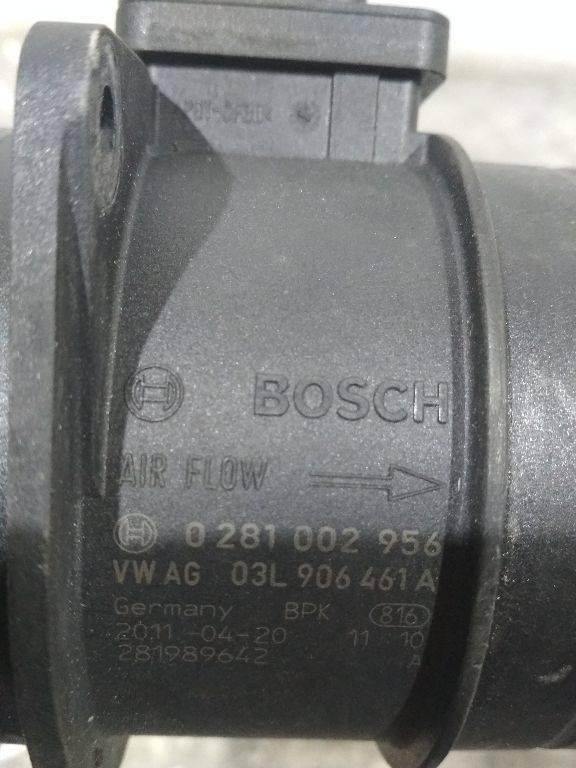 BOSCH
AIR FLOW
0 281 002 956
VW AG 03L 906 461 A
Germany BPK 816
2011-04-20 11 10
281989642 A